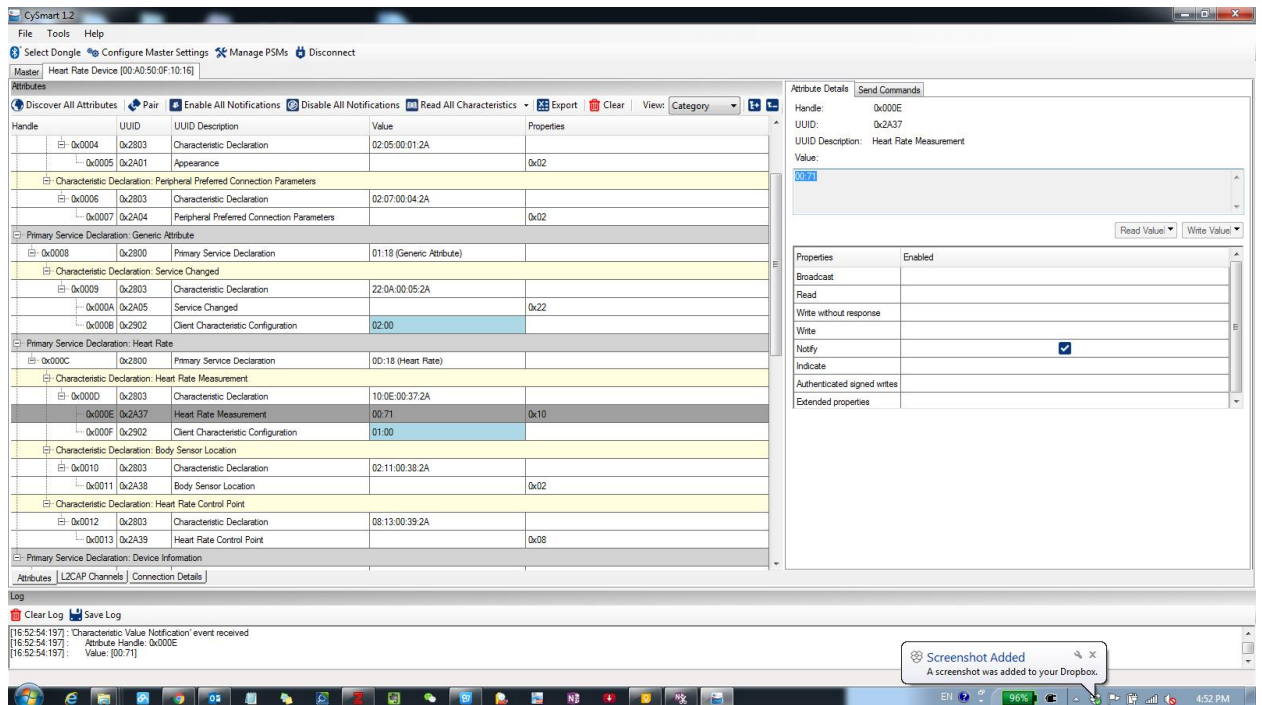 CySmart 1.2
File Tools Help
Select Dongle Configure Master Settings Manage PSMs Disconnect
Master Heart Rate Device [00:A0:50:0F:10:16]
Attributes
Discover All Attributes Pair Enable All Notifications Disable All Notifications Read All Characteristics Export Clear View: Category
Handle UUID UUID Description Value Properties
0x0004 0x2803 Characteristic Declaration 02:05:00:01:2A
0x0005 0x2A01 Appearance 0x02
Characteristic Declaration: Peripheral Preferred Connection Parameters
0x0006 0x2803 Characteristic Declaration 02:07:00:04:2A
0x0007 0x2A04 Peripheral Preferred Connection Parameters 0x02
Primary Service Declaration: Generic Attribute
0x0008 0x2800 Primary Service Declaration 01:18 (Generic Attribute)
Characteristic Declaration: Service Changed
0x0009 0x2803 Characteristic Declaration 22:0A:00:05:2A
0x000A 0x2A05 Service Changed 0x22
0x000B 0x2902 Client Characteristic Configuration 02:00
Primary Service Declaration: Heart Rate
0x000C 0x2800 Primary Service Declaration 0D:18 (Heart Rate)
Characteristic Declaration: Heart Rate Measurement
0x000D 0x2803 Characteristic Declaration 10:0E:00:37:2A
0x000E 0x2A37 Heart Rate Measurement 00:71 0x10
0x000F 0x2902 Client Characteristic Configuration 01:00
Characteristic Declaration: Body Sensor Location
0x0010 0x2803 Characteristic Declaration 02:11:00:38:2A
0x0011 0x2A38 Body Sensor Location 0x02
Characteristic Declaration: Heart Rate Control Point
0x0012 0x2803 Characteristic Declaration 08:13:00:39:2A
0x0013 0x2A39 Heart Rate Control Point 0x08
Primary Service Declaration: Device Information
Attributes L2CAP Channels Connection Details
Attribute Details Send Commands
Handle: 0x000E
UUID: 0x2A37
UUID Description: Heart Rate Measurement
Value:
00:71
Read Value Write Value
Properties Enabled
Broadcast
Read
Write without response
Write
Notify
Indicate
Authenticated signed writes
Extended properties
Log
Clear Log Save Log
[16:52:54:197] : 'Characteristic Value Notification' event received
[16:52:54:197] : Attribute Handle: 0x000E
[16:52:54:197] : Value: [00:71]
Screenshot Added
A screenshot was added to your Dropbox.
EN 96% 4:52 PM